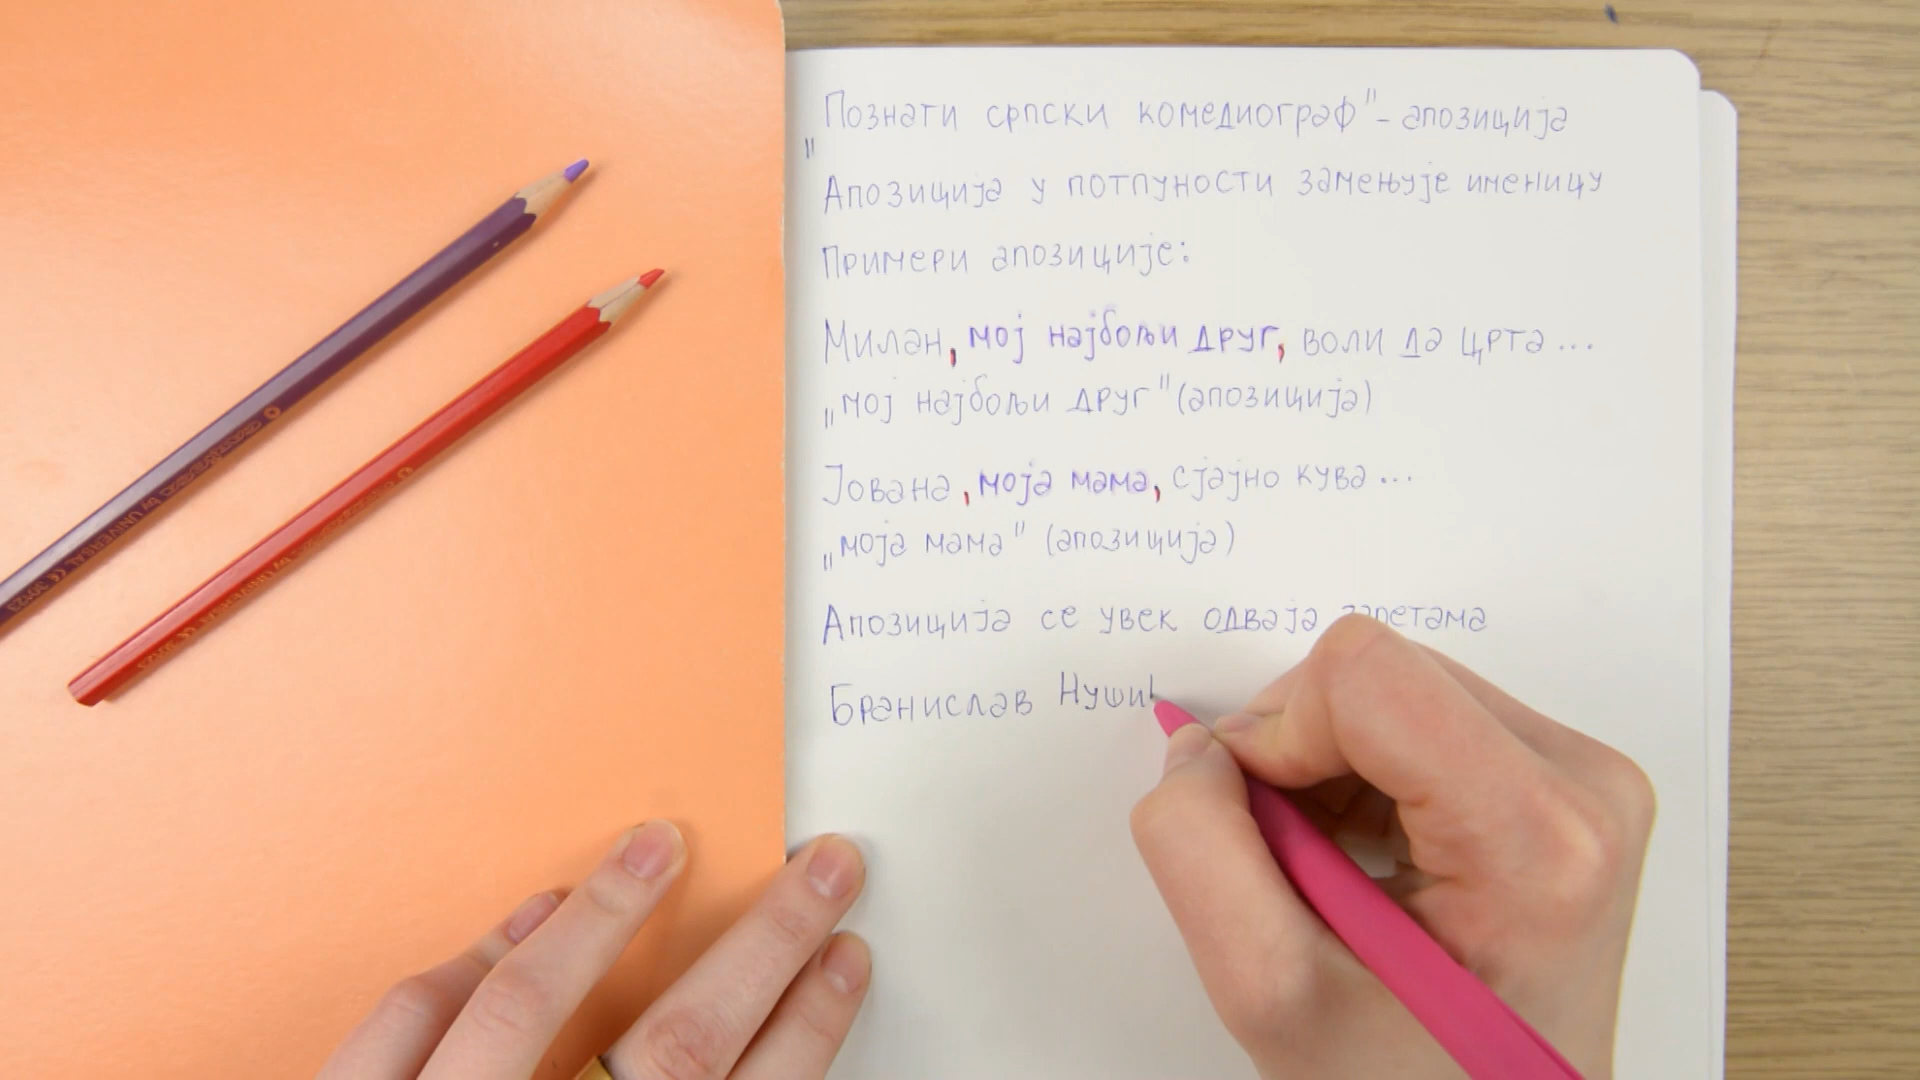 „Познати српски комедиограф" - апозиција
Апозиција у потпуности замењује именицу
Примери апозиције:
Милан, мој најбољи друг, воли да црта...
„мој најбољи друг" (апозиција)
Јована, моја мама, сјајно кува...
„моја мама" (апозиција)
Апозиција се увек одваја запетама
Бранислав